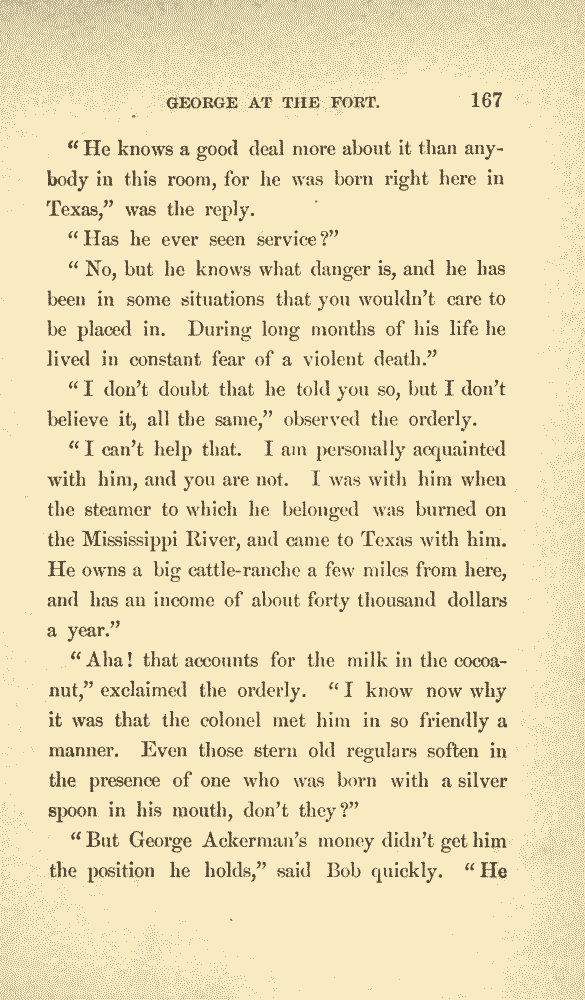 GEORGE AT THE FORT. 167
“He knows a good deal more about it than any-
body in this room, for he was born right here in
Texas,” was the reply.
“Has he ever seen service?”
“No, but he knows what danger is, and he has
been in some situations that you wouldn’t care to
be placed in. During long months of his life he
lived in constant fear of a violent death.”
“I don’t doubt that he told you so, but I don’t
believe it, all the same,” observed the orderly.
“I can’t help that. I am personally acquainted
with him, and you are not. I was with him when
the steamer to which he belonged was burned on
the Mississippi River, and came to Texas with him.
He owns a big cattle-ranche a few miles from here,
and has an income of about forty thousand dollars
a year.”
“Aha! that accounts for the milk in the cocoa-
nut,” exclaimed the orderly. “I know now why
it was that the colonel met him in so friendly a
manner. Even those stern old regulars soften in
the presence of one who was born with a silver
spoon in his mouth, don’t they?”
“But George Ackerman’s money didn’t get him
the position he holds,” said Bob quickly. “He